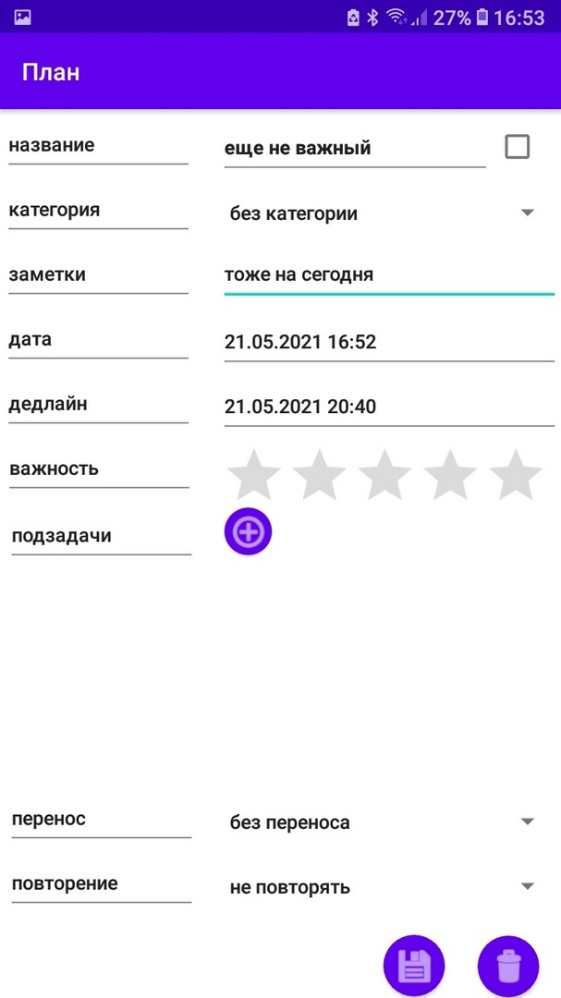 27% 16:53
План
название еще не важный
категория без категории
заметки тоже на сегодня
дата 21.05.2021 16:52
дедлайн 21.05.2021 20:40
важность
подзадачи
перенос без переноса
повторение не повторять